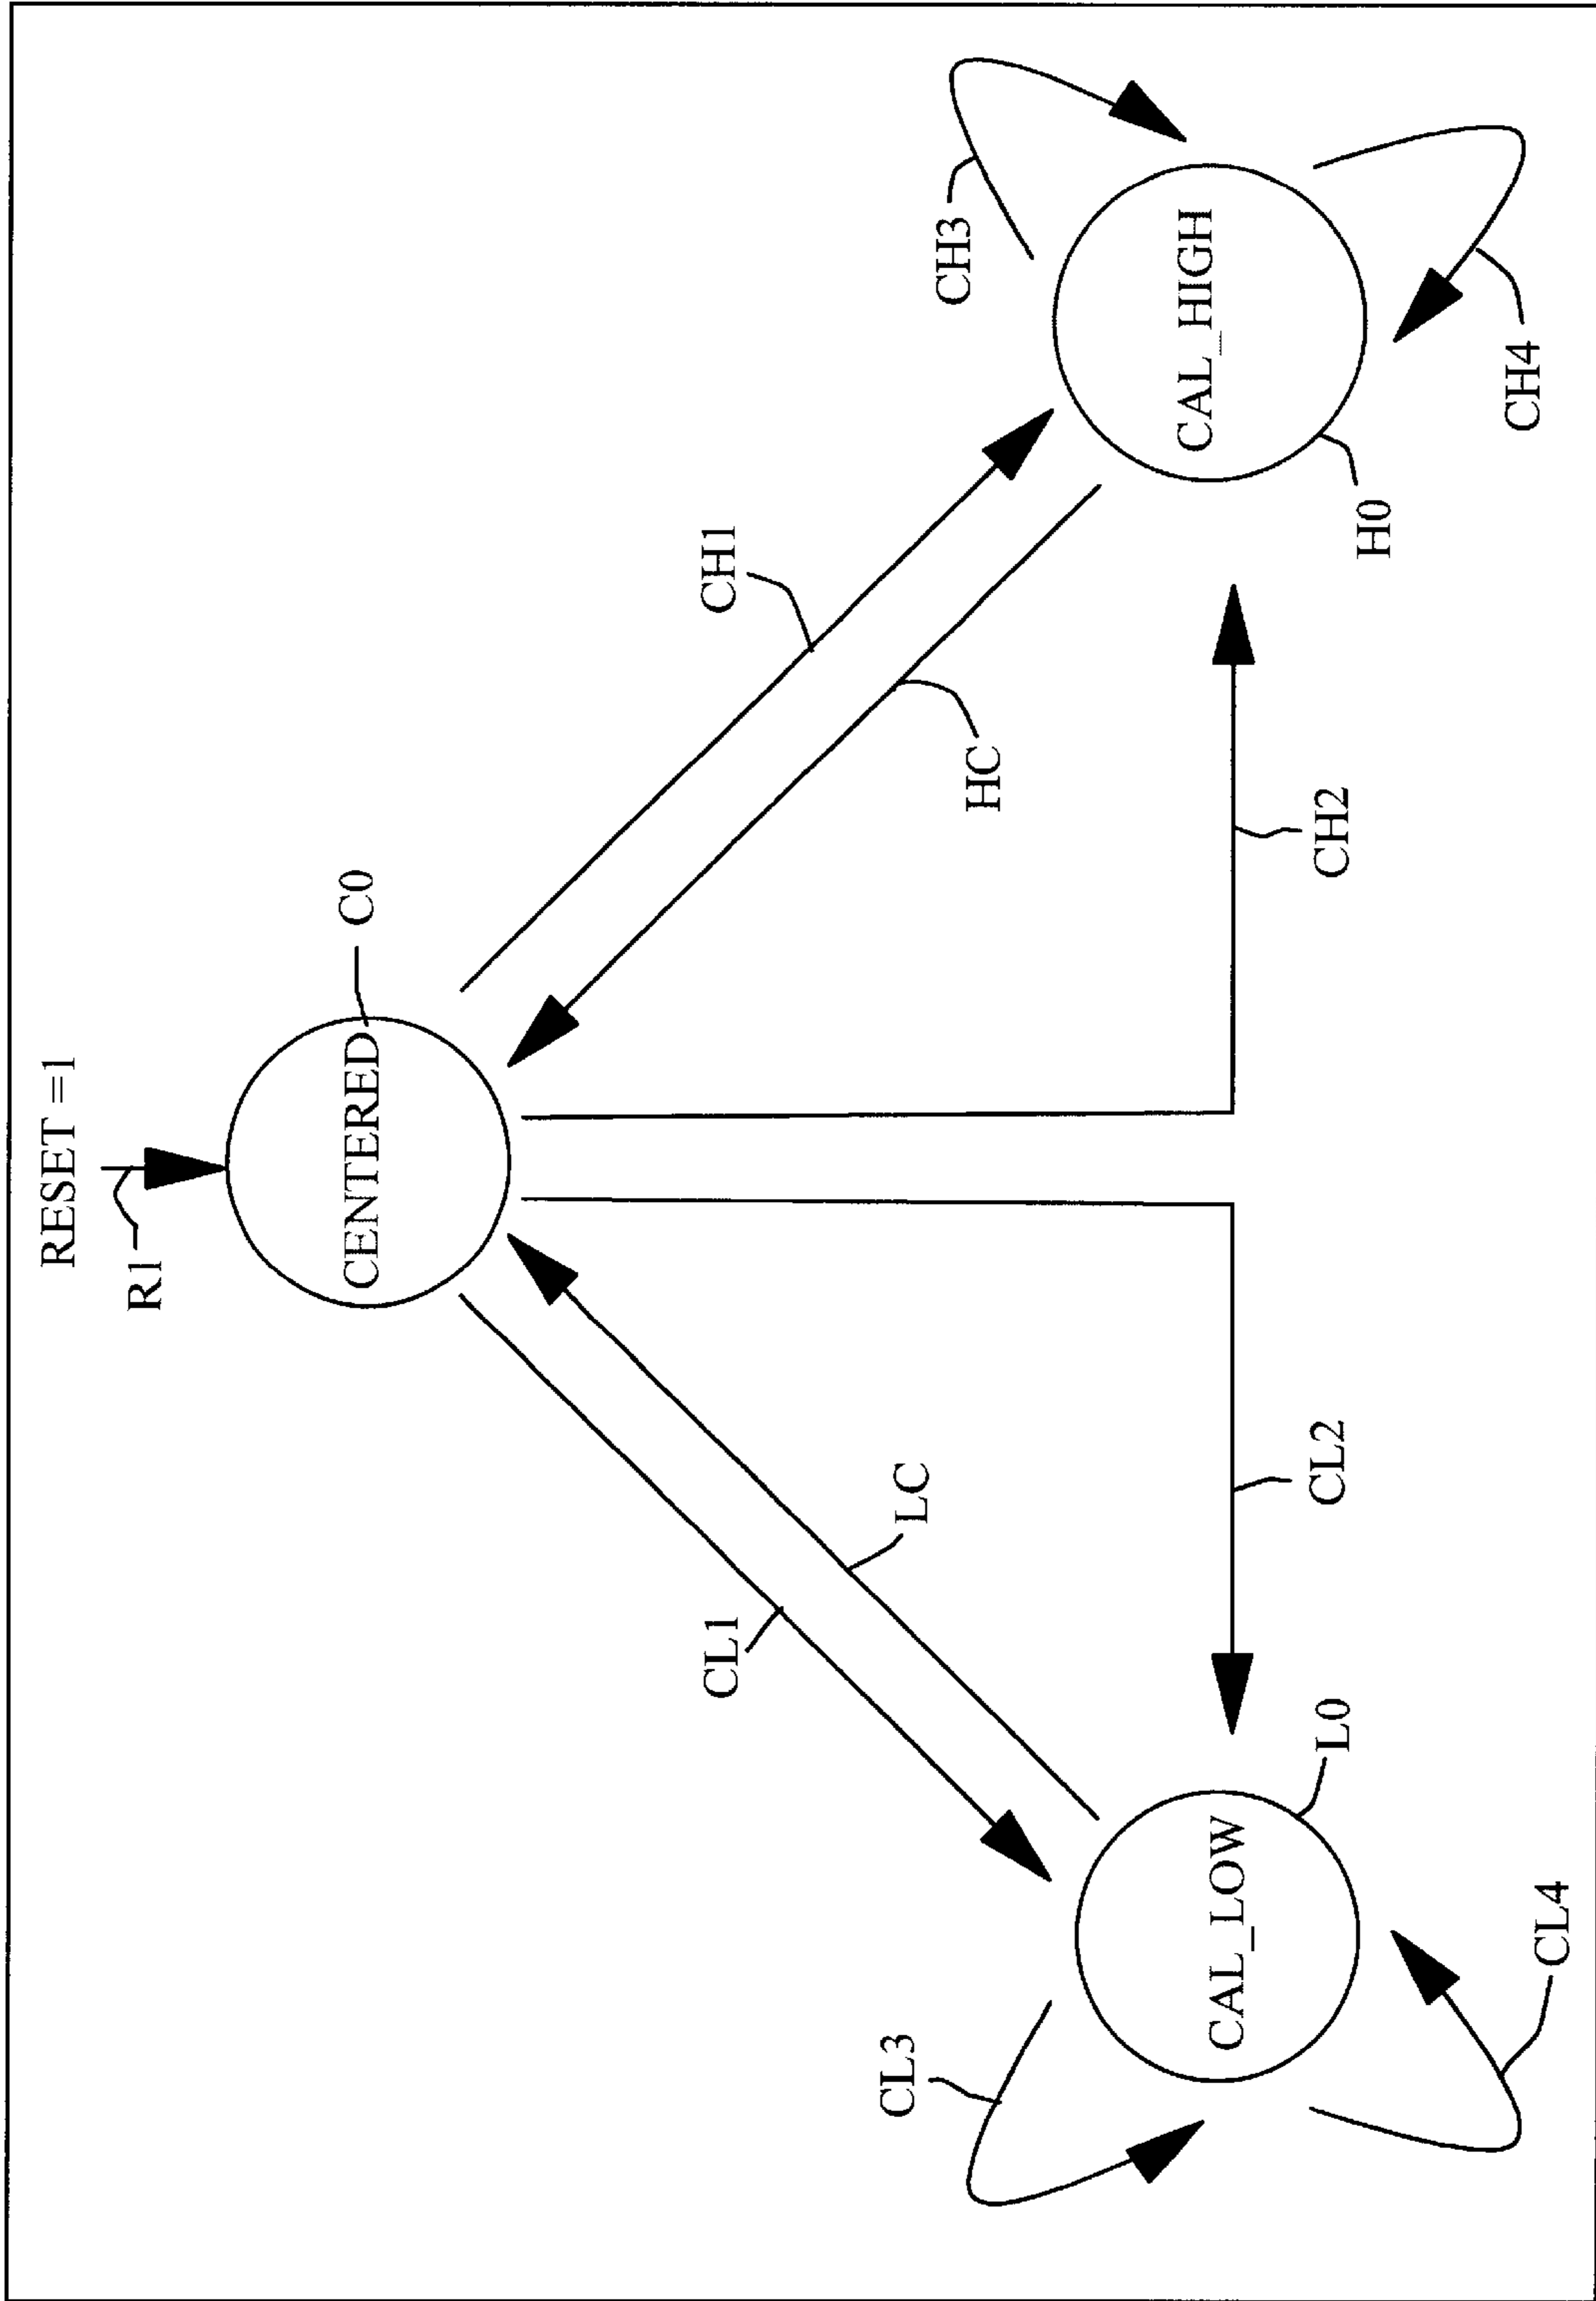 RESET =1
R1
CENTERED
C0
CL1
CH1
LC
HC
CL3
CH3
CAL_LOW
CAL_HIGH
L0
CL2
CH2
H0
CL4
CH4